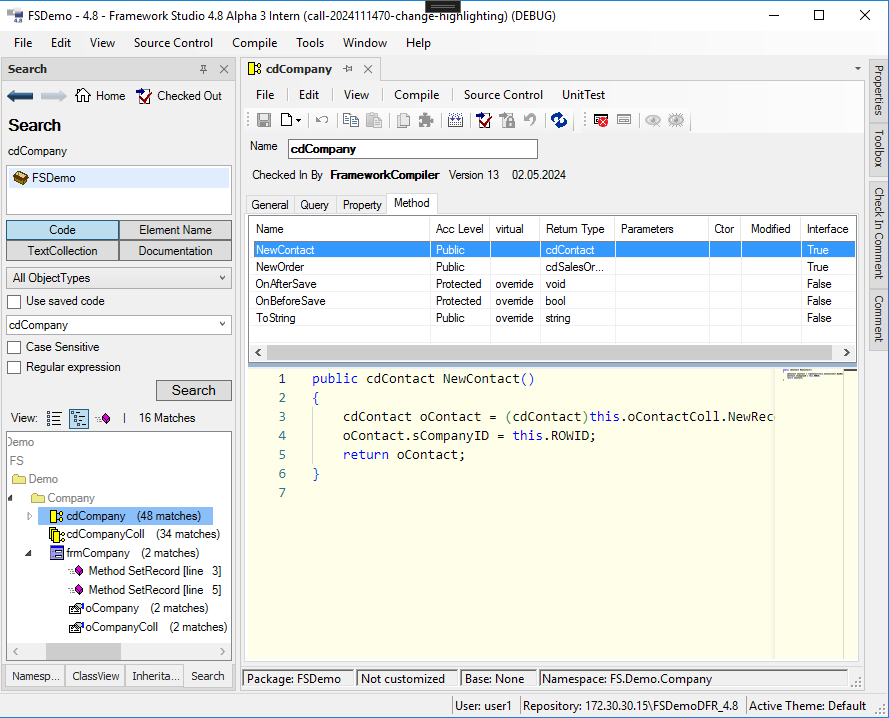 FSDemo - 4.8 - Framework Studio 4.8 Alpha 3 Intern (call-2024111470-change-highlighting) (DEBUG)
File Edit View Source Control Compile Tools Window Help
Search
Home Checked Out
Search
cdCompany
FSDemo
Code Element Name
TextCollection Documentation
All ObjectTypes
Use saved code
cdCompany
Case Sensitive
Regular expression
Search
View: 16 Matches
Demo
FS
Demo
Company
cdCompany (48 matches)
cdCompanyColl (34 matches)
frmCompany (2 matches)
Method SetRecord [line 3]
Method SetRecord [line 5]
oCompany (2 matches)
oCompanyColl (2 matches)
Namesp... ClassView Inherita... Search
cdCompany
File Edit View Compile Source Control UnitTest
Name cdCompany
Checked In By FrameworkCompiler Version 13 02.05.2024
General Query Property Method
Name Acc Level virtual Return Type Parameters Ctor Modified Interface
NewContact Public cdContact True
NewOrder Public cdSalesOr... True
OnAfterSave Protected override void False
OnBeforeSave Protected override bool False
ToString Public override string False
1 public cdContact NewContact()
2 {
3 cdContact oContact = (cdContact)this.oContactColl.NewRec
4 oContact.sCompanyID = this.ROWID;
5 return oContact;
6 }
7
Package: FSDemo Not customized Base: None Namespace: FS.Demo.Company
Properties
Toolbox
Check In Comment
Comment
User: user1 Repository: 172.30.30.15\FSDemoDFR_4.8 Active Theme: Default